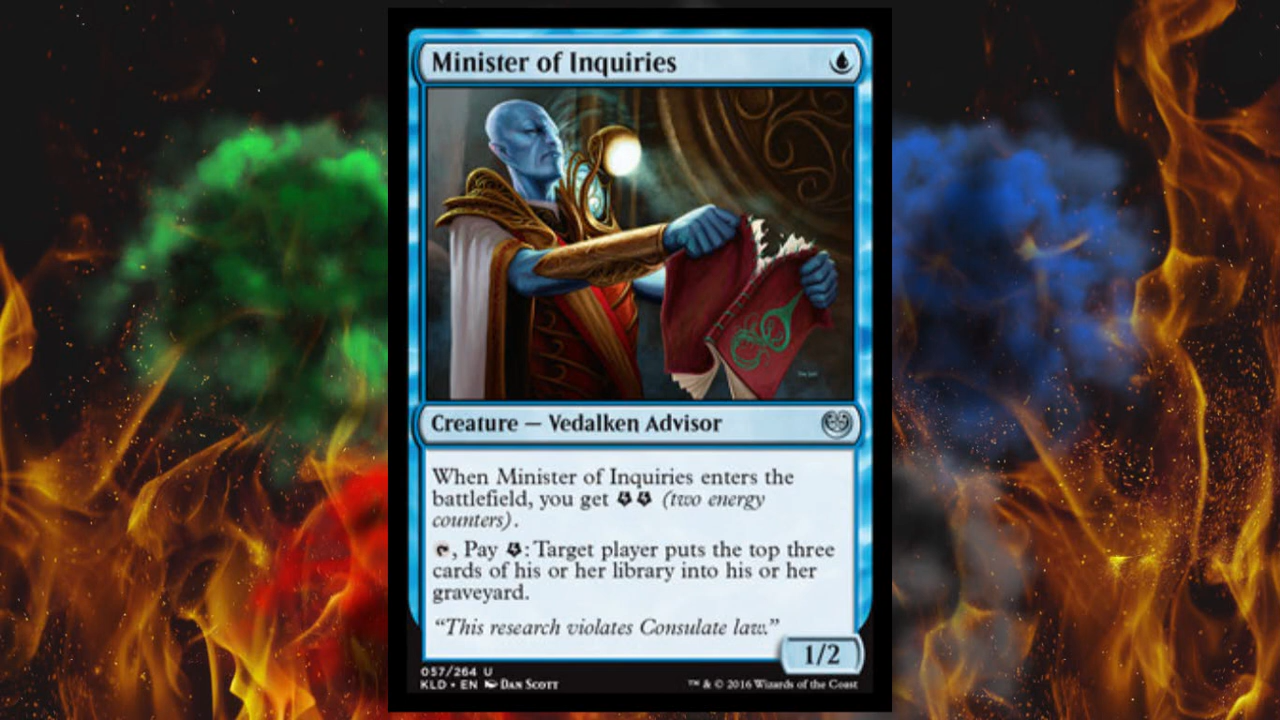 Minister of Inquiries
Creature — Vedalken Advisor
When Minister of Inquiries enters the
battlefield, you get (two energy
counters).
, Pay : Target player puts the top three
cards of his or her library into his or her
graveyard.
“This research violates Consulate law.”
1/2
057/264 U
KLD • EN Dan Scott
™ & © 2016 Wizards of the Coast